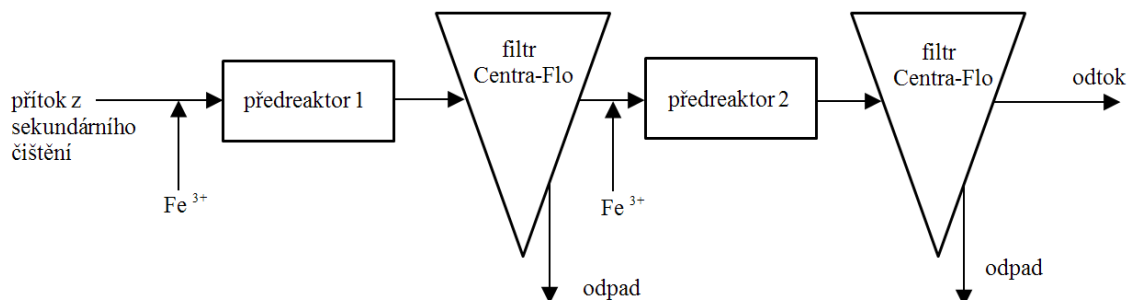 přítok z
sekundárního
čištění
Fe 3+
předreaktor 1
filtr
Centra-Flo
odpad
Fe 3+
předreaktor 2
filtr
Centra-Flo
odpad
odtok